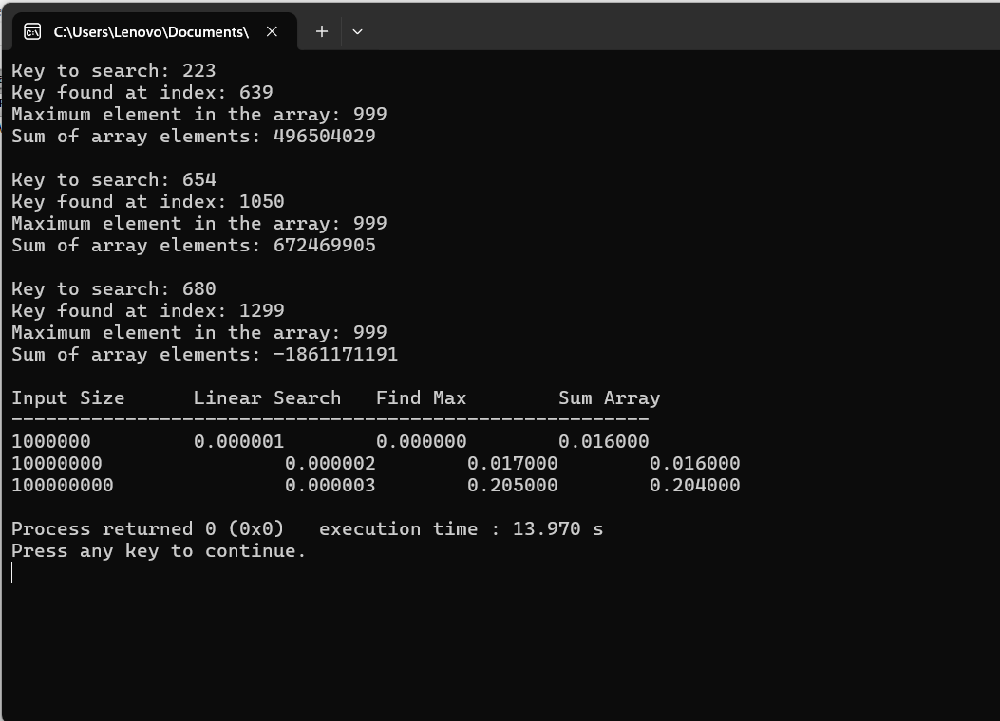 C:\Users\Lenovo\Documents\
Key to search: 223
Key found at index: 639
Maximum element in the array: 999
Sum of array elements: 496504029
Key to search: 654
Key found at index: 1050
Maximum element in the array: 999
Sum of array elements: 672469905
Key to search: 680
Key found at index: 1299
Maximum element in the array: 999
Sum of array elements: -1861171191
Input Size      Linear Search   Find Max        Sum Array
--------------------------------------------------------
1000000         0.000001        0.000000        0.016000
10000000                0.000002        0.017000        0.016000
100000000               0.000003        0.205000        0.204000
Process returned 0 (0x0)   execution time : 13.970 s
Press any key to continue.